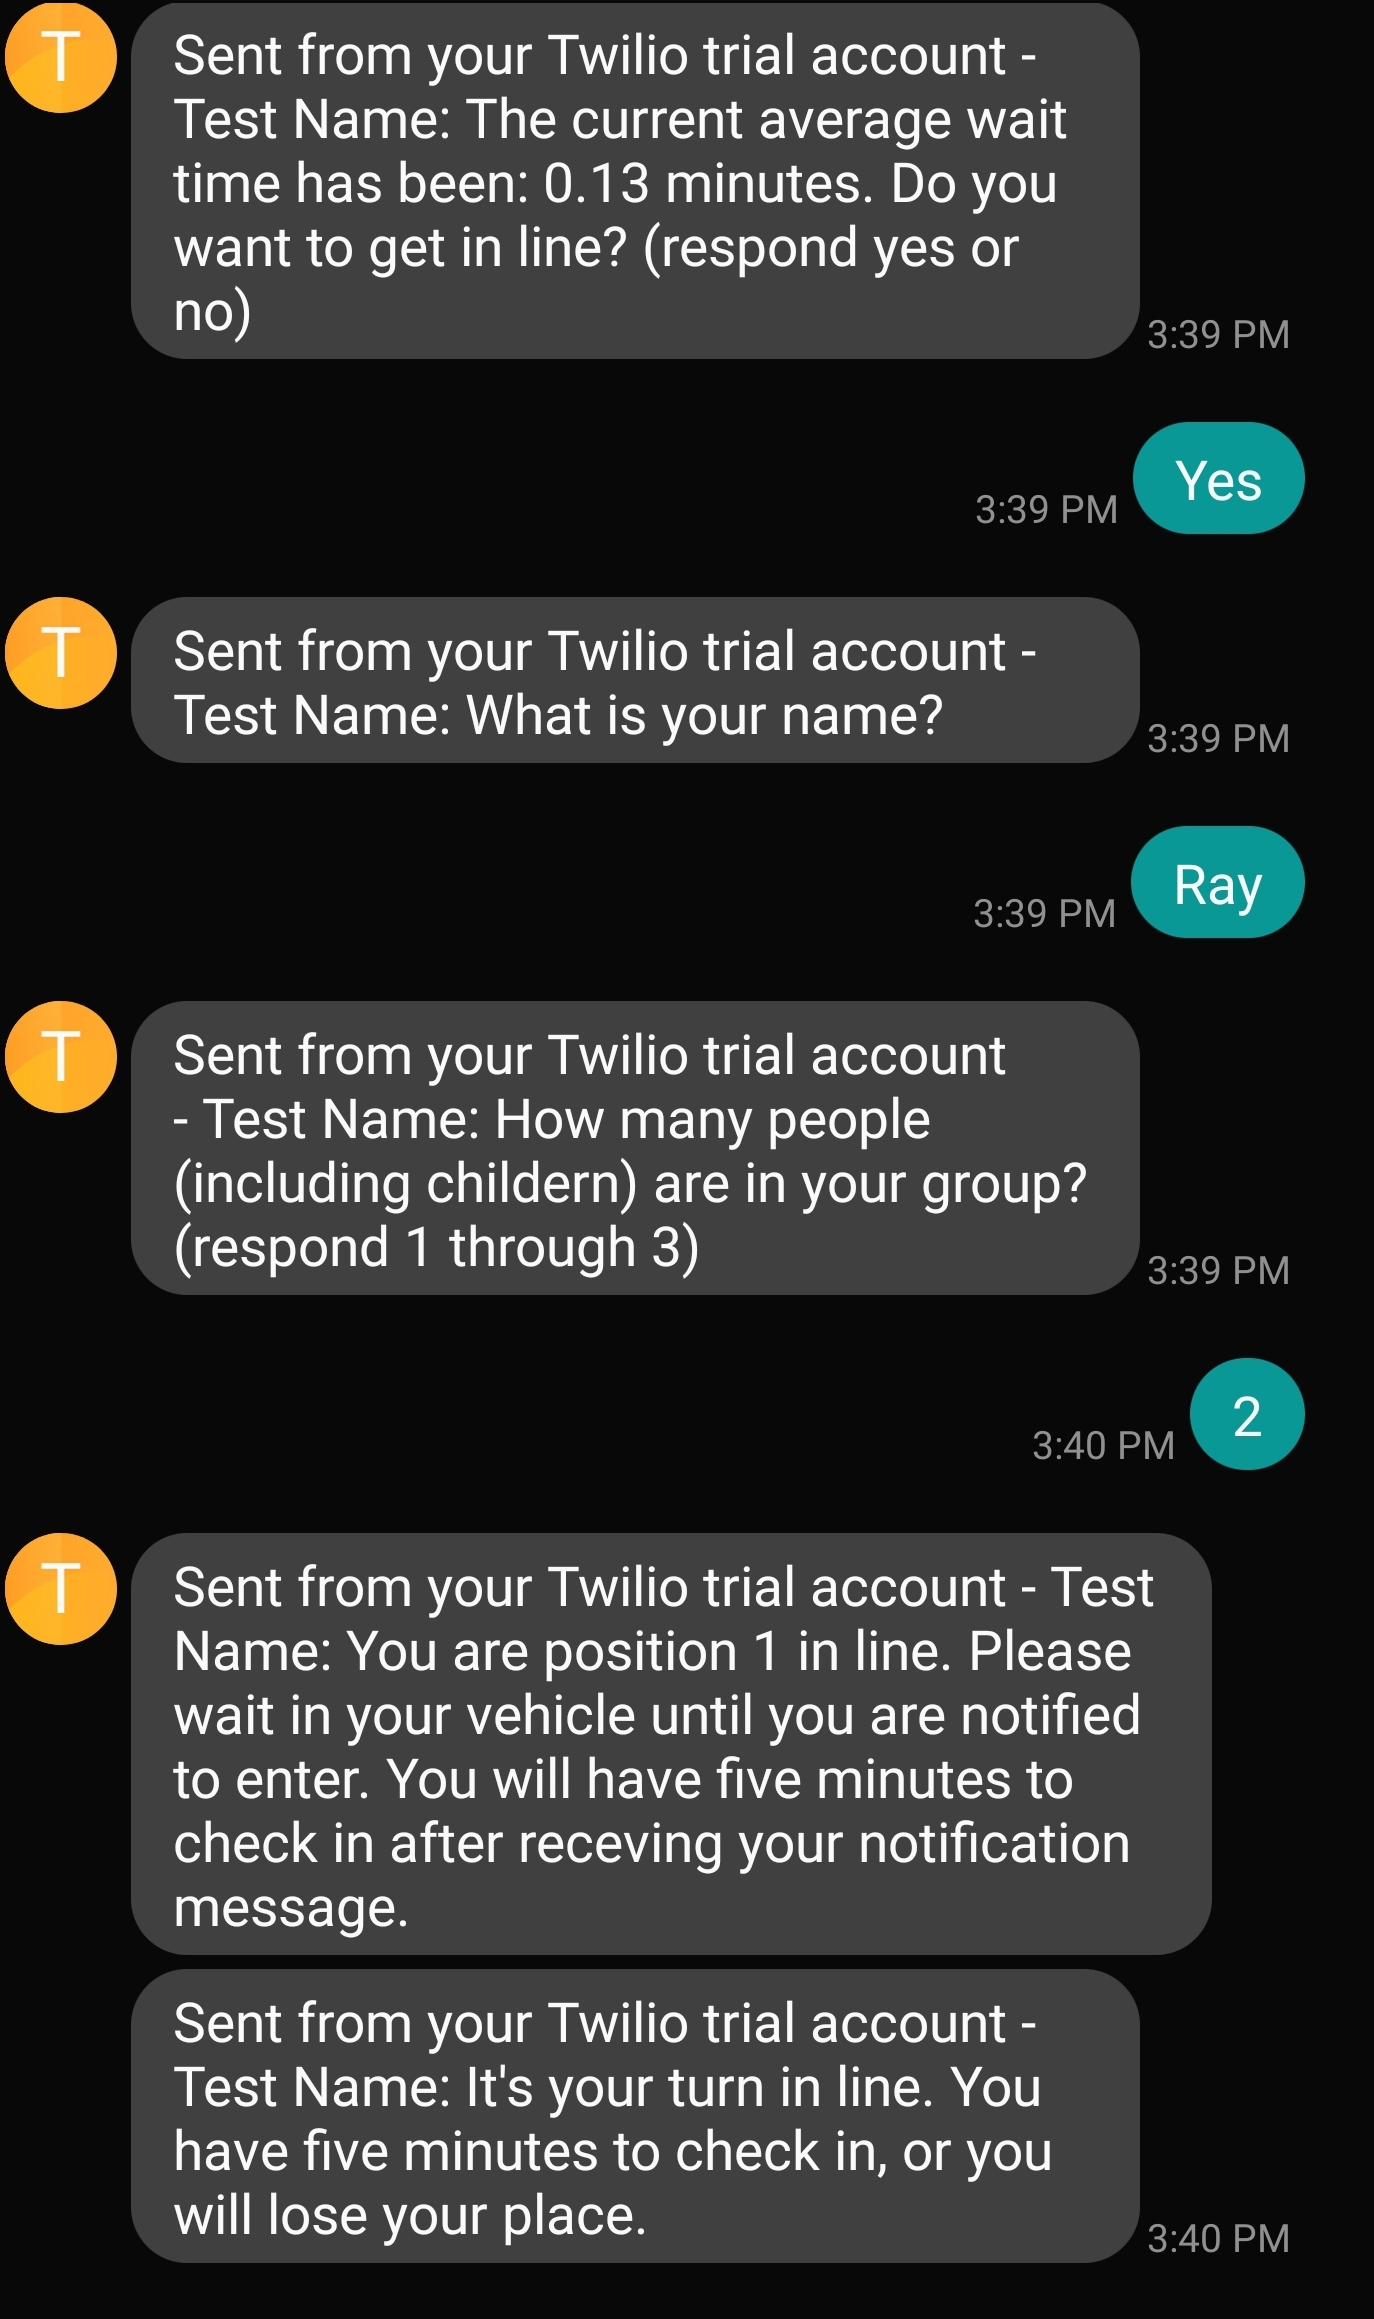 T
Sent from your Twilio trial account -
Test Name: The current average wait
time has been: 0.13 minutes. Do you
want to get in line? (respond yes or
no)
3:39 PM
Yes
3:39 PM
T
Sent from your Twilio trial account -
Test Name: What is your name?
3:39 PM
Ray
3:39 PM
T
Sent from your Twilio trial account
- Test Name: How many people
(including childern) are in your group?
(respond 1 through 3)
3:39 PM
2
3:40 PM
T
Sent from your Twilio trial account - Test
Name: You are position 1 in line. Please
wait in your vehicle until you are notified
to enter. You will have five minutes to
check in after receving your notification
message.
Sent from your Twilio trial account -
Test Name: It's your turn in line. You
have five minutes to check in, or you
will lose your place.
3:40 PM